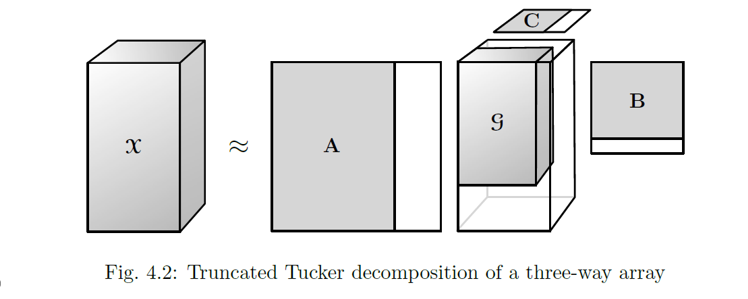 C
X ≈ A G B
Fig. 4.2: Truncated Tucker decomposition of a three-way array